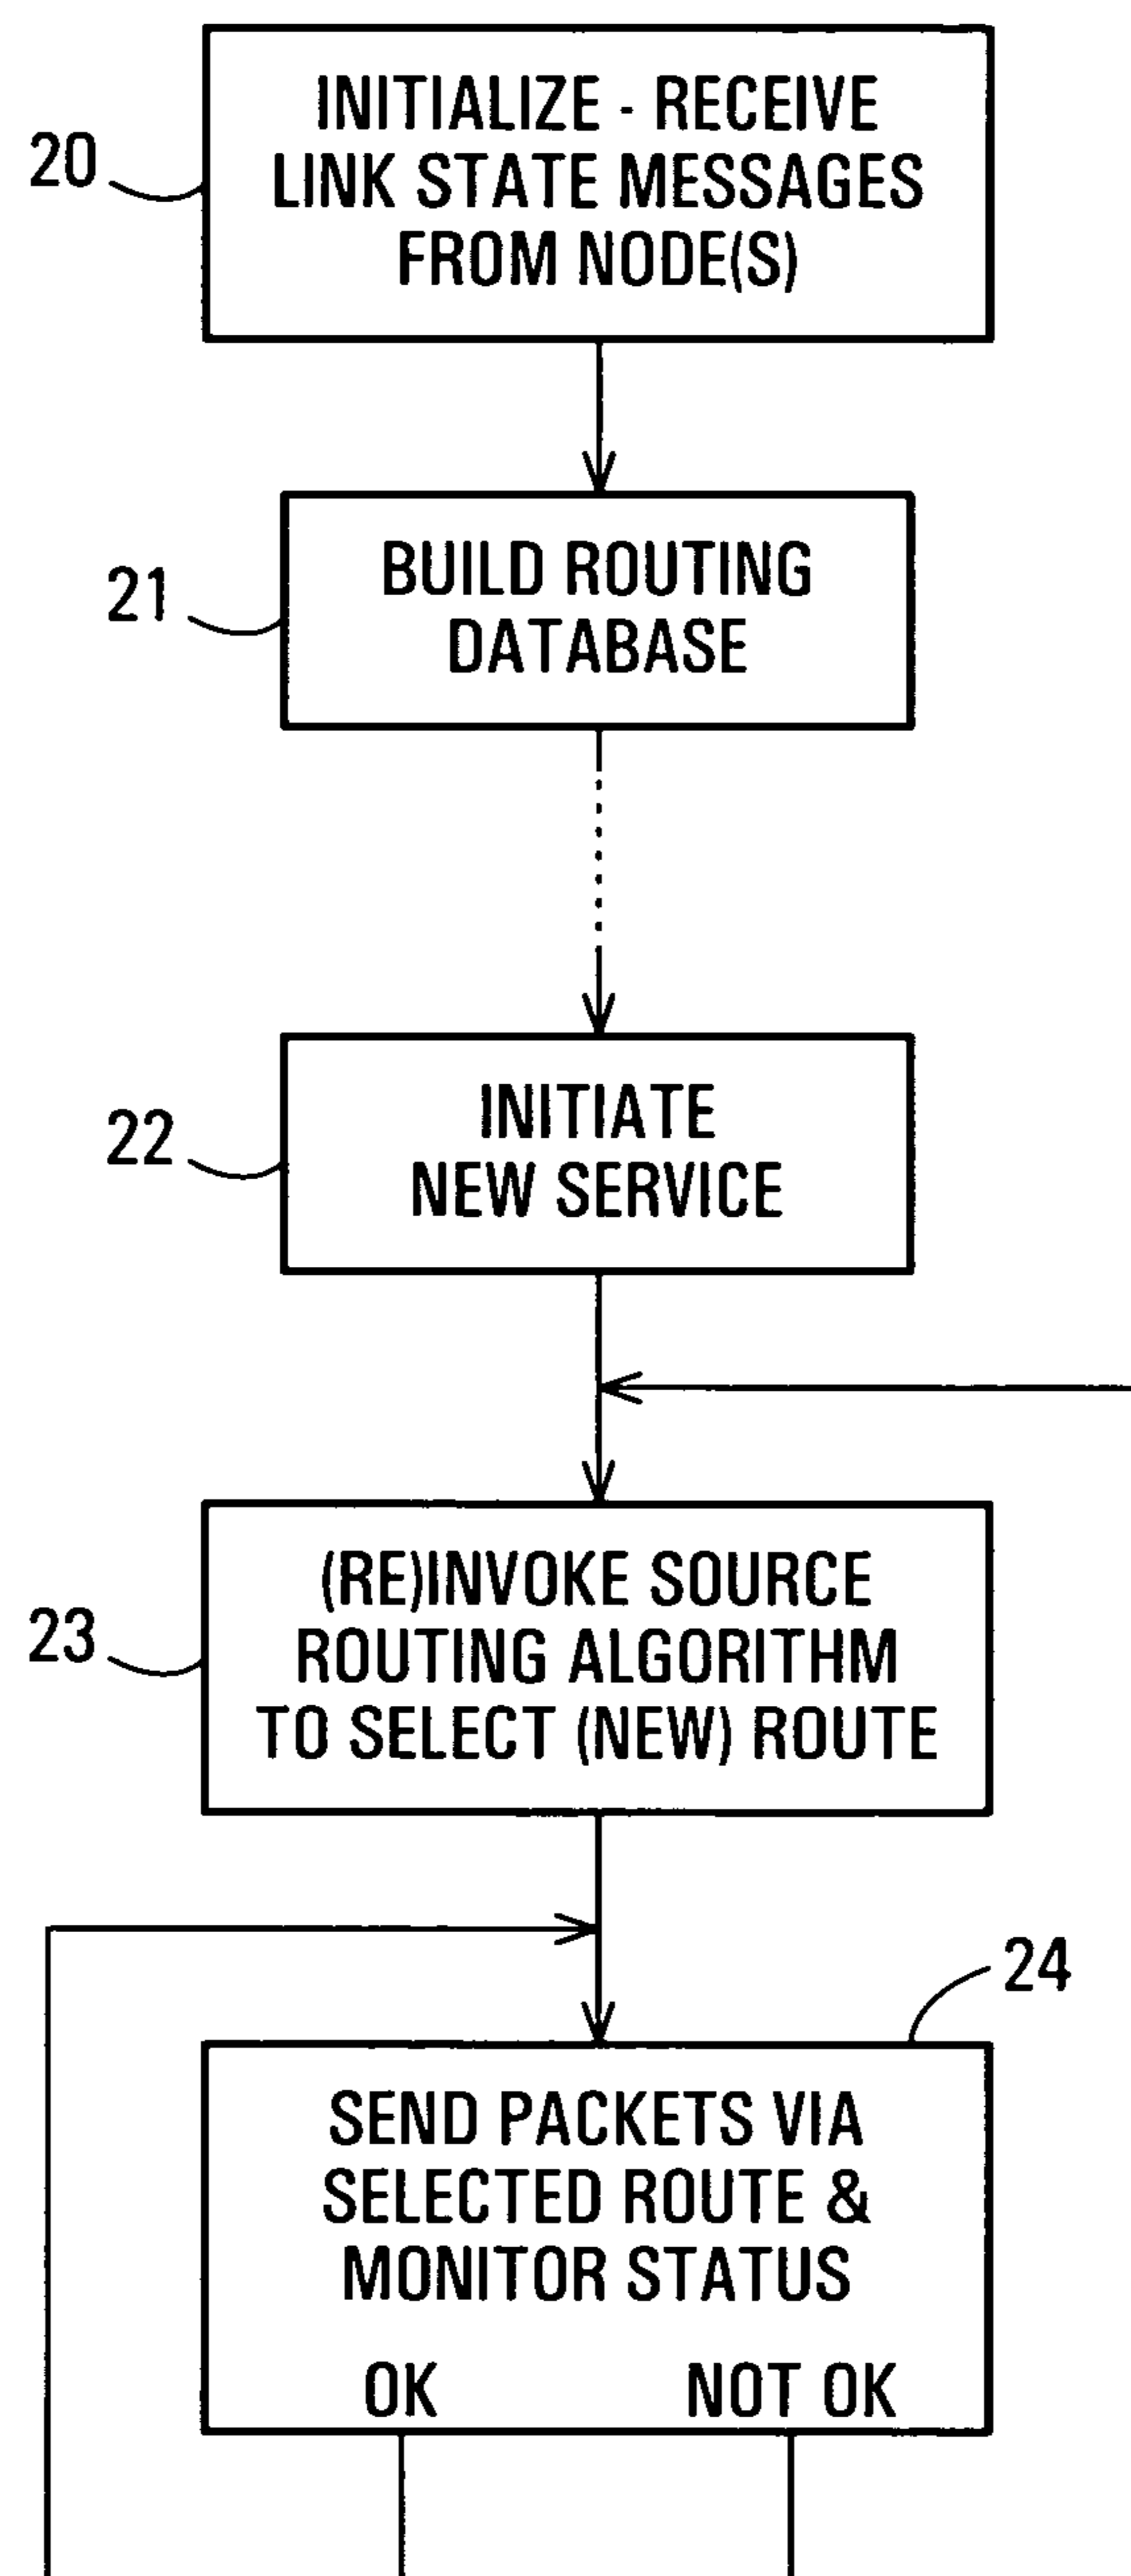 INITIALIZE - RECEIVE
LINK STATE MESSAGES
FROM NODE(S)
20
BUILD ROUTING
DATABASE
21
INITIATE
NEW SERVICE
22
(RE)INVOKE SOURCE
ROUTING ALGORITHM
TO SELECT (NEW) ROUTE
23
24
SEND PACKETS VIA
SELECTED ROUTE &
MONITOR STATUS
OK NOT OK